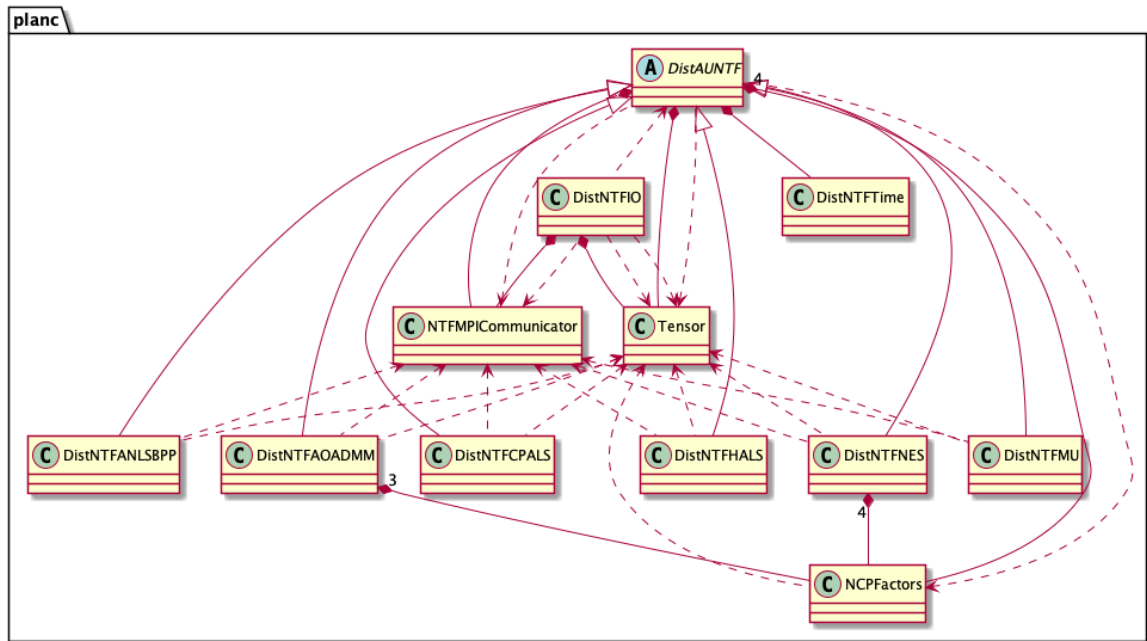 planc
A DistAUNTF
4
C DistNTFIO
C DistNTFTime
C NTFMPICommunicator
C Tensor
C DistNTFANLSBPP
C DistNTFAOADMM
C DistNTFCPALS
C DistNTFHALS
C DistNTFNES
C DistNTFMU
3
4
C NCPFactors